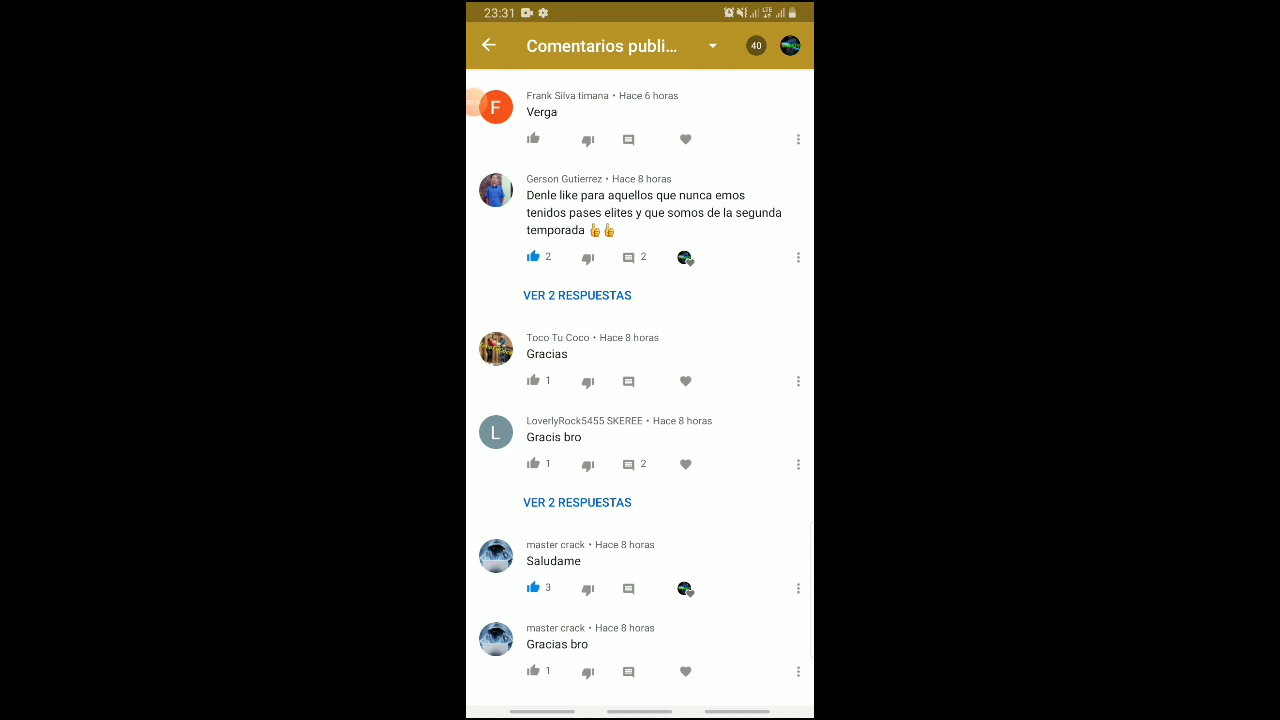 23:31
LTE
Comentarios publi...
40
Frank Silva timana • Hace 6 horas
F
Verga
Gerson Gutierrez • Hace 8 horas
Denle like para aquellos que nunca emos
tenidos pases elites y que somos de la segunda
temporada 👍👍
2
2
VER 2 RESPUESTAS
Toco Tu Coco • Hace 8 horas
Gracias
1
LoverlyRock5455 SKEREE • Hace 8 horas
L
Gracis bro
1
2
VER 2 RESPUESTAS
master crack • Hace 8 horas
Saludame
3
master crack • Hace 8 horas
Gracias bro
1